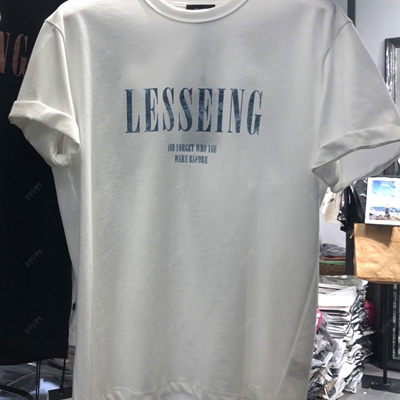 LESSEING
AND FORGET WHO YOU
WERE BEFORE